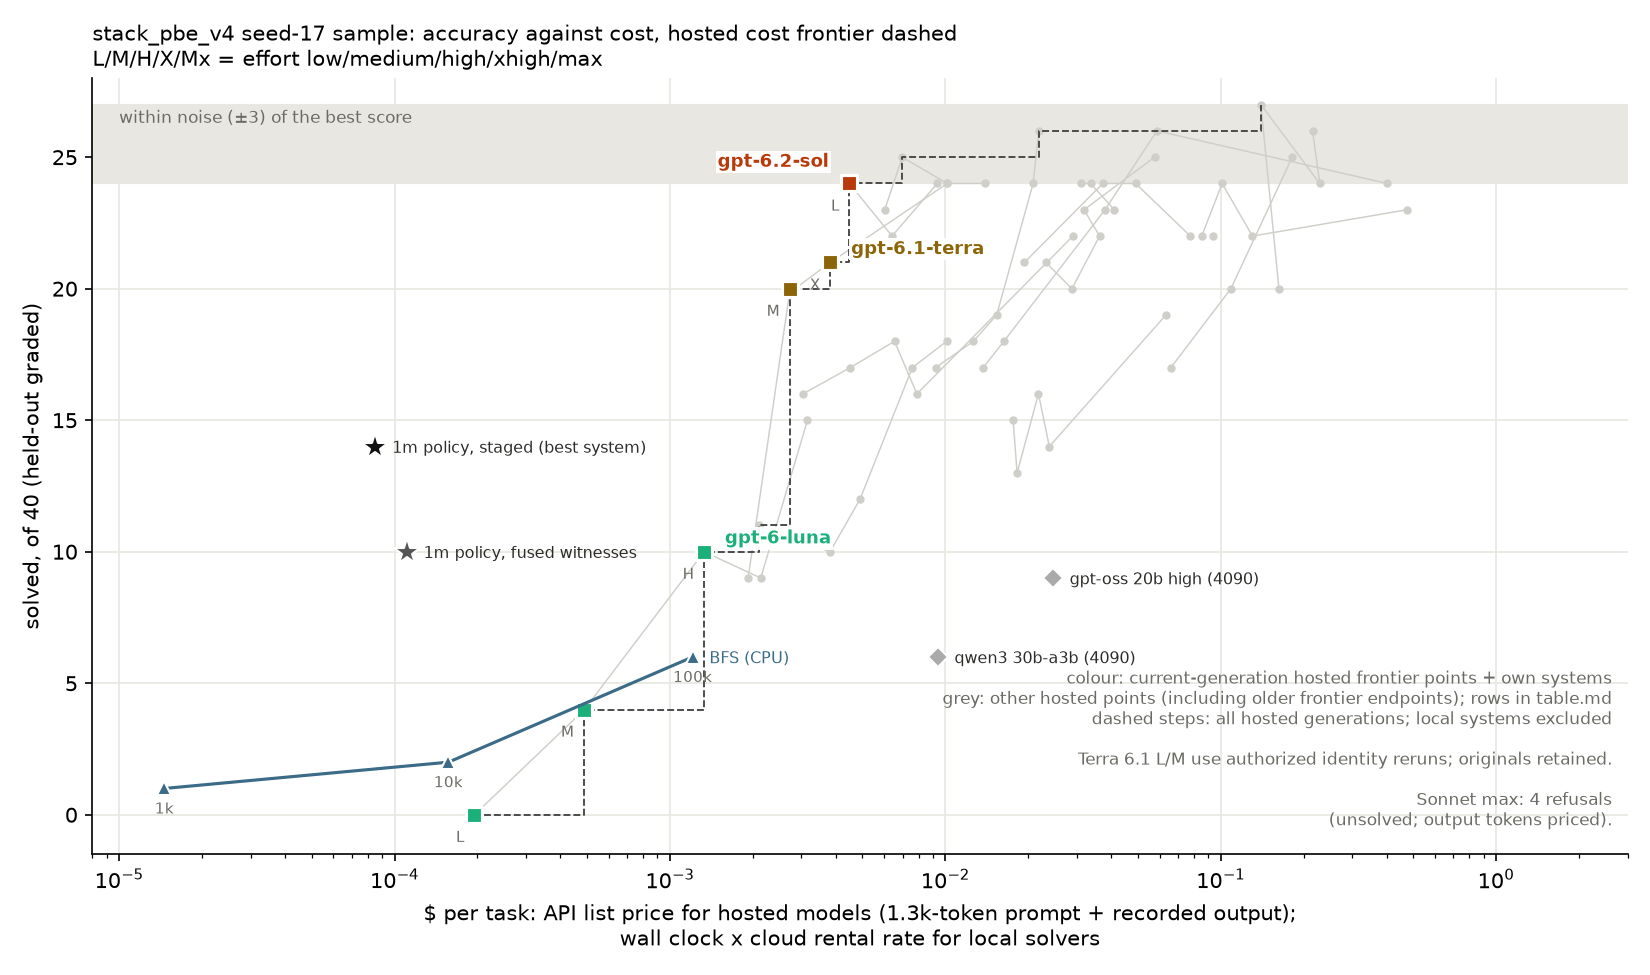 stack_pbe_v4 seed-17 sample: accuracy against cost, hosted cost frontier dashed
L/M/H/X/Mx = effort low/medium/high/xhigh/max
within noise (±3) of the best score
gpt-6.2-sol
L
gpt-6.1-terra
X
M
1m policy, staged (best system)
1m policy, fused witnesses
gpt-6-luna
H
gpt-oss 20b high (4090)
BFS (CPU)
100k
qwen3 30b-a3b (4090)
colour: current-generation hosted frontier points + own systems
grey: other hosted points (including older frontier endpoints); rows in table.md
dashed steps: all hosted generations; local systems excluded
M
Terra 6.1 L/M use authorized identity reruns; originals retained.
10k
1k
Sonnet max: 4 refusals
(unsolved; output tokens priced).
L
25
20
15
10
5
0
solved, of 40 (held-out graded)
10⁻⁵ 10⁻⁴ 10⁻³ 10⁻² 10⁻¹ 10⁰
$ per task: API list price for hosted models (1.3k-token prompt + recorded output);
wall clock x cloud rental rate for local solvers